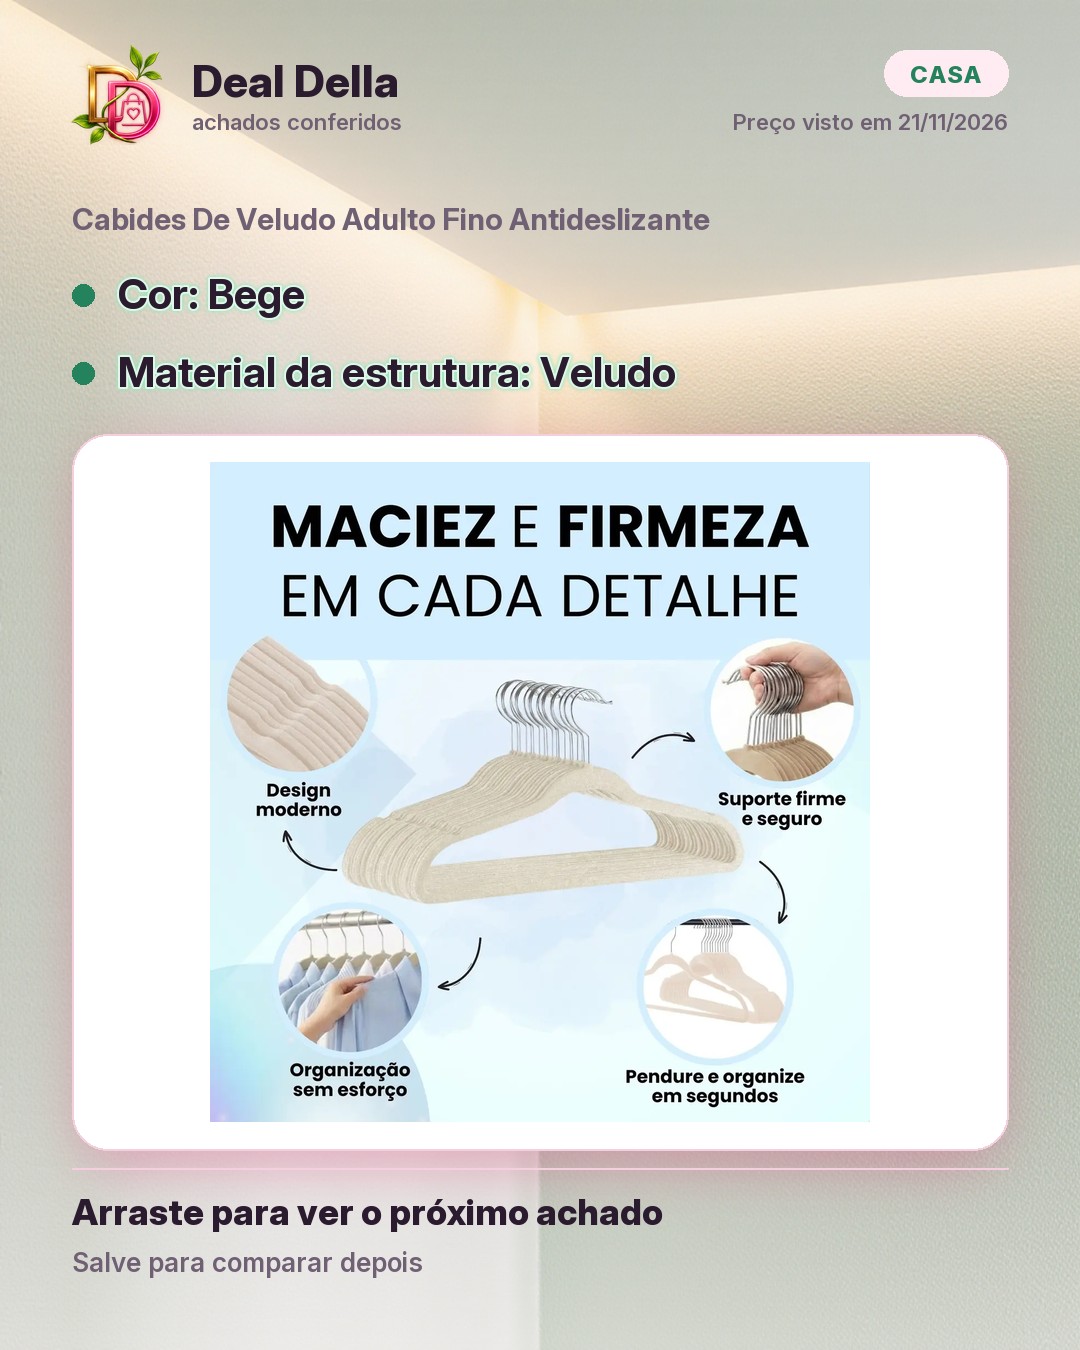 Deal Della
achados conferidos
CASA
Preço visto em 21/11/2026
Cabides De Veludo Adulto Fino Antideslizante
Cor: Bege
Material da estrutura: Veludo
MACIEZ E FIRMEZA
EM CADA DETALHE
Design
moderno
Suporte firme
e seguro
Organização
sem esforço
Pendure e organize
em segundos
Arraste para ver o próximo achado
Salve para comparar depois